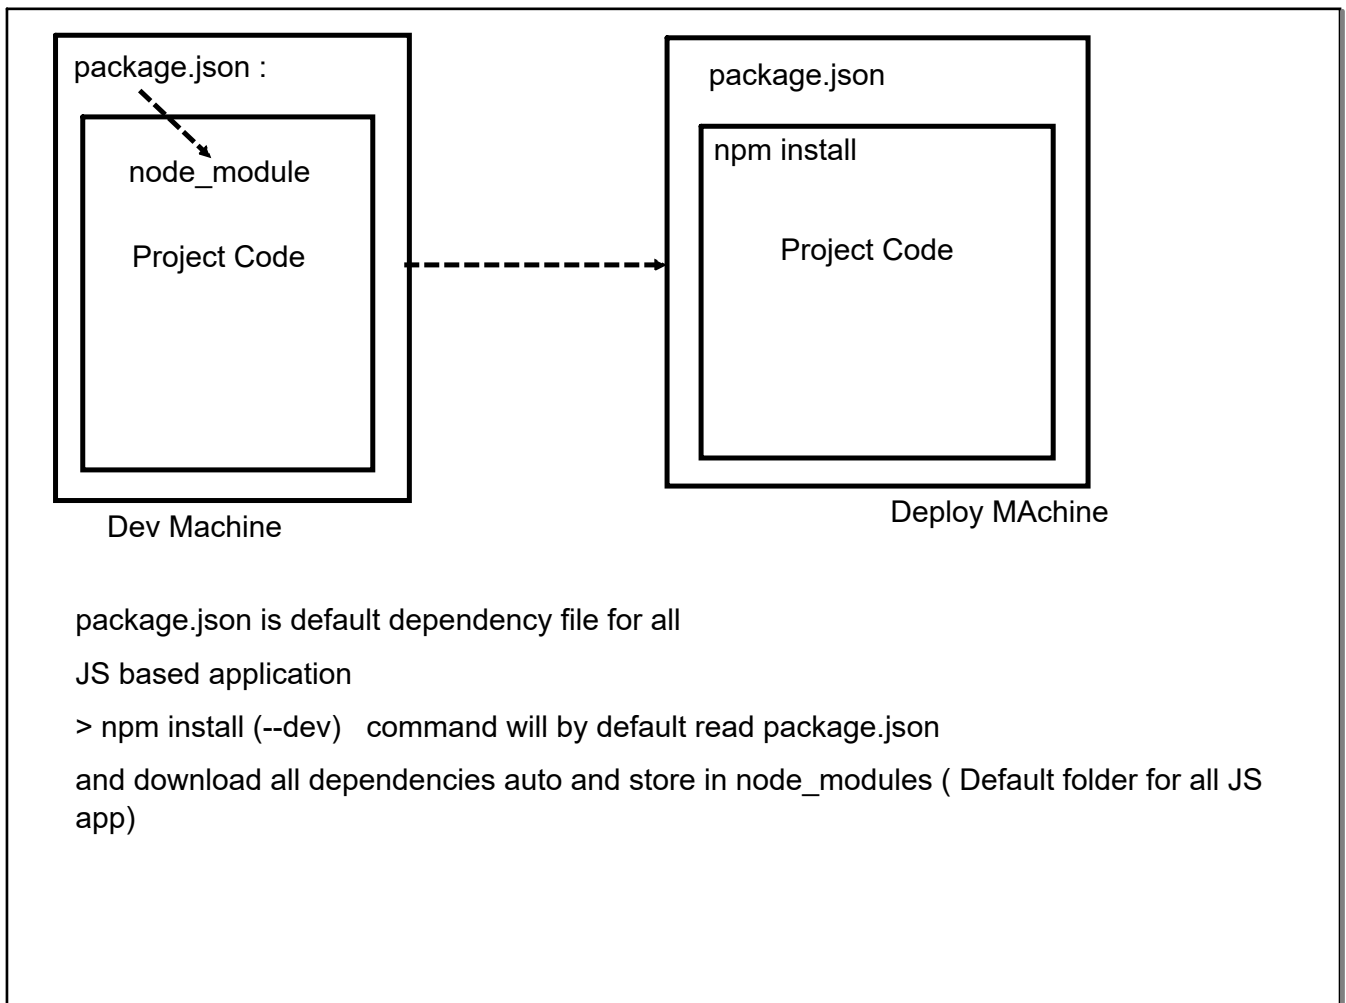 package.json :
node_module
Project Code
Dev Machine
package.json
npm install
Project Code
Deploy MAchine
package.json is default dependency file for all
JS based application
> npm install (--dev)   command will by default read package.json
and download all dependencies auto and store in node_modules ( Default folder for all JS
app)